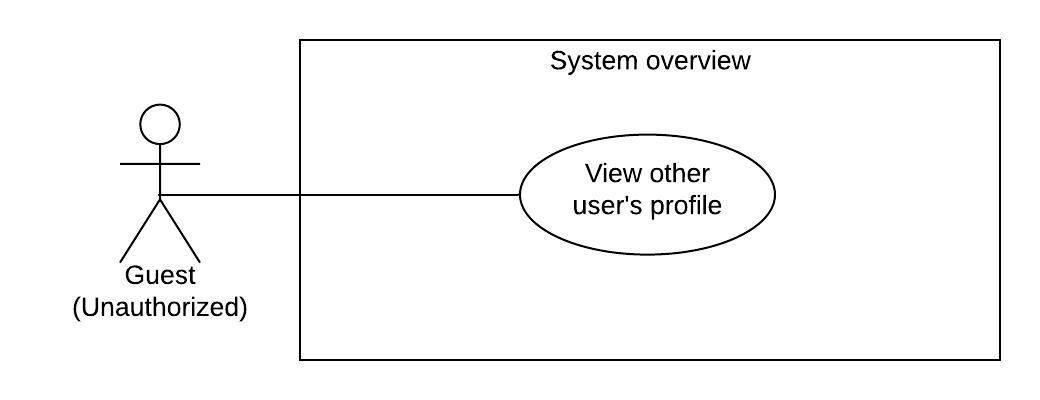 System overview
View other
user's profile
Guest
(Unauthorized)